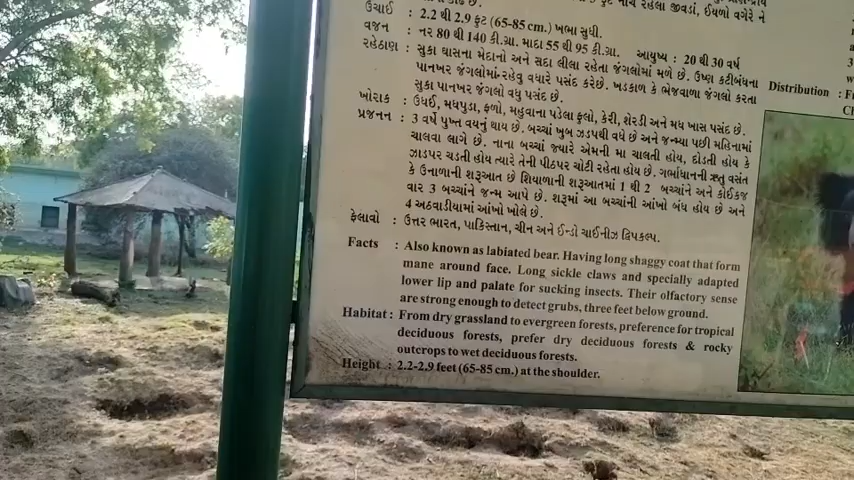 નીચે રહેલા જીવડાં, ઈયળો વગેરે ને
ઉંચાઈ : 2.2 થી 2.9 ફુટ (65-85 cm.) ખભા સુધી.
વજન : નર 80 થી 140 કી.ગ્રા. માદા 55 થી 95 કી.ગ્રા. આયુષ્ય : 20 થી 30 વર્ષ
રહેઠાણ : સુકા ઘાસના મેદાનો અને સદા લીલા રહેતા જંગલોમાં મળે છે. ઉષ્ણ કટીબંધના
પાનખર જંગલોમાં રહેવુ વધારે પસંદ કરેછે. ખડકાળ કે ભેજવાળા જંગલો કરતા
સુકા પાનખર જંગલો વધુ પસંદ છે.
ખોરાક : ઉધઈ, મધપુડા, ફળો, મહુવાના પડેલા ફુલો, કેરી, શેરડી અને મધ ખાસ પસંદ છે.
પ્રજનન : 3 વર્ષે પુખ્ત વયનું થાય છે. બચ્ચાં ખુબ ઝડપથી વધે છે અને જન્મ્યા પછી મહિનામાં
ચાલવા લાગે છે. નાના બચ્ચાં જ્યારે એમની મા ચાલતી હોય, દોડતી હોય કે
ઝાડપર ચડતી હોય ત્યારે તેની પીઠપર ચોટી રહેતા હોય છે. ગર્ભાધાનની ઋતુ વસંત
કે ઉનાળાની શરૂઆત છે શિયાળાની શરૂઆતમાં 1 થી 2 બચ્ચાંને અને કોઈકજ
વાર 3 બચ્ચાંને જન્મ આપે છે. શરૂમાં આ બચ્ચાંની આંખો બંધ હોય છે અને
4 અઠવાડીયામાં આંખો ખોલે છે.
ફેલાવો : ઉત્તર ભારત, પાકિસ્તાન, ચીન અને ઈન્ડો ચાઈનીઝ દ્વિપકલ્પ.
Facts : Also known as labiated bear. Having long shaggy coat that form
mane around face. Long sickle claws and specially adapted
lower lip and palate for sucking insects. Their olfactory sense
are strong enough to detect grubs, three feet below ground.
Habitat : From dry grassland to evergreen forests, preference for tropical
deciduous forests, prefer dry deciduous forests & rocky
outcrops to wet deciduous forests.
Height : 2.2-2.9 feet (65-85 cm.) at the shoulder.
Distribution :